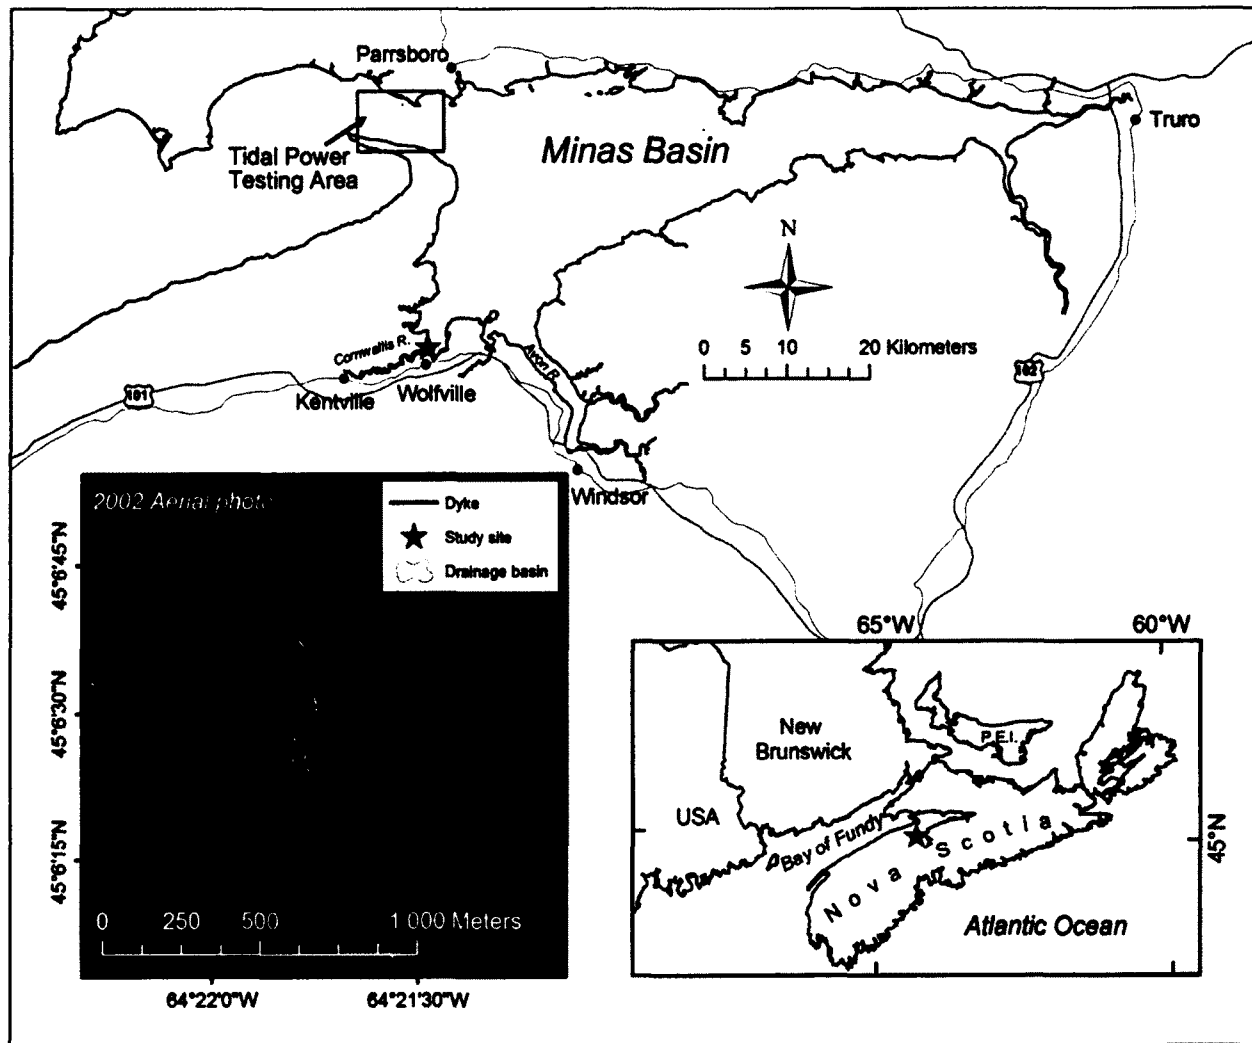 Parrsboro
Truro
Tidal Power
Testing Area
Minas Basin
N
0 5 10 20 Kilometers
Cornwallis R.
Avon R.
Kentville
Wolfville
101
102
Windsor
2002 Aerial photo
Dyke
Study site
Drainage basin
45°6'45"N
45°6'30"N
45°6'15"N
0 250 500 1 000 Meters
64°22'0"W 64°21'30"W
65°W 60°W
New
Brunswick
P.E.I.
USA
Bay of Fundy
Nova Scotia
45°N
Atlantic Ocean